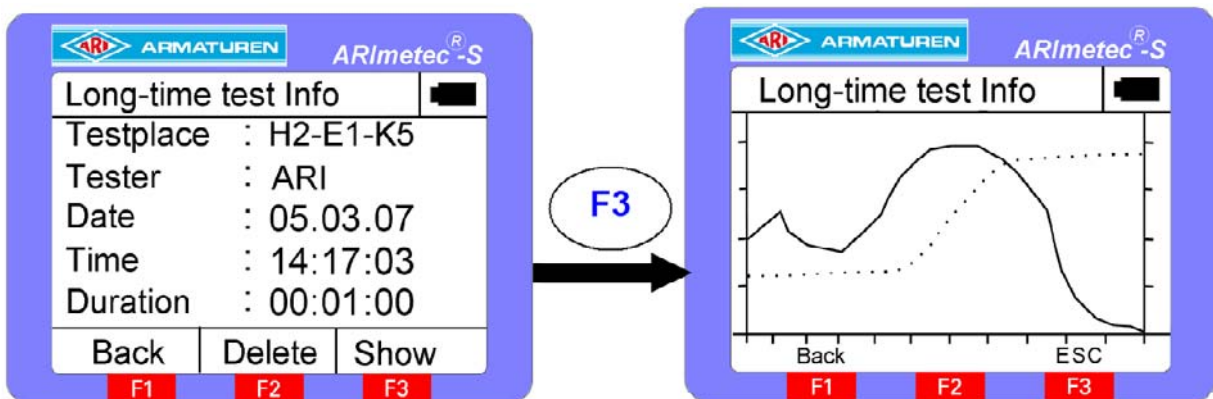 ARI ARMATUREN
ARImetec®-S
Long-time test Info
Testplace : H2-E1-K5
Tester : ARI
Date : 05.03.07
Time : 14:17:03
Duration : 00:01:00
Back Delete Show
F1 F2 F3
F3
ARI ARMATUREN
ARImetec®-S
Long-time test Info
Back ESC
F1 F2 F3